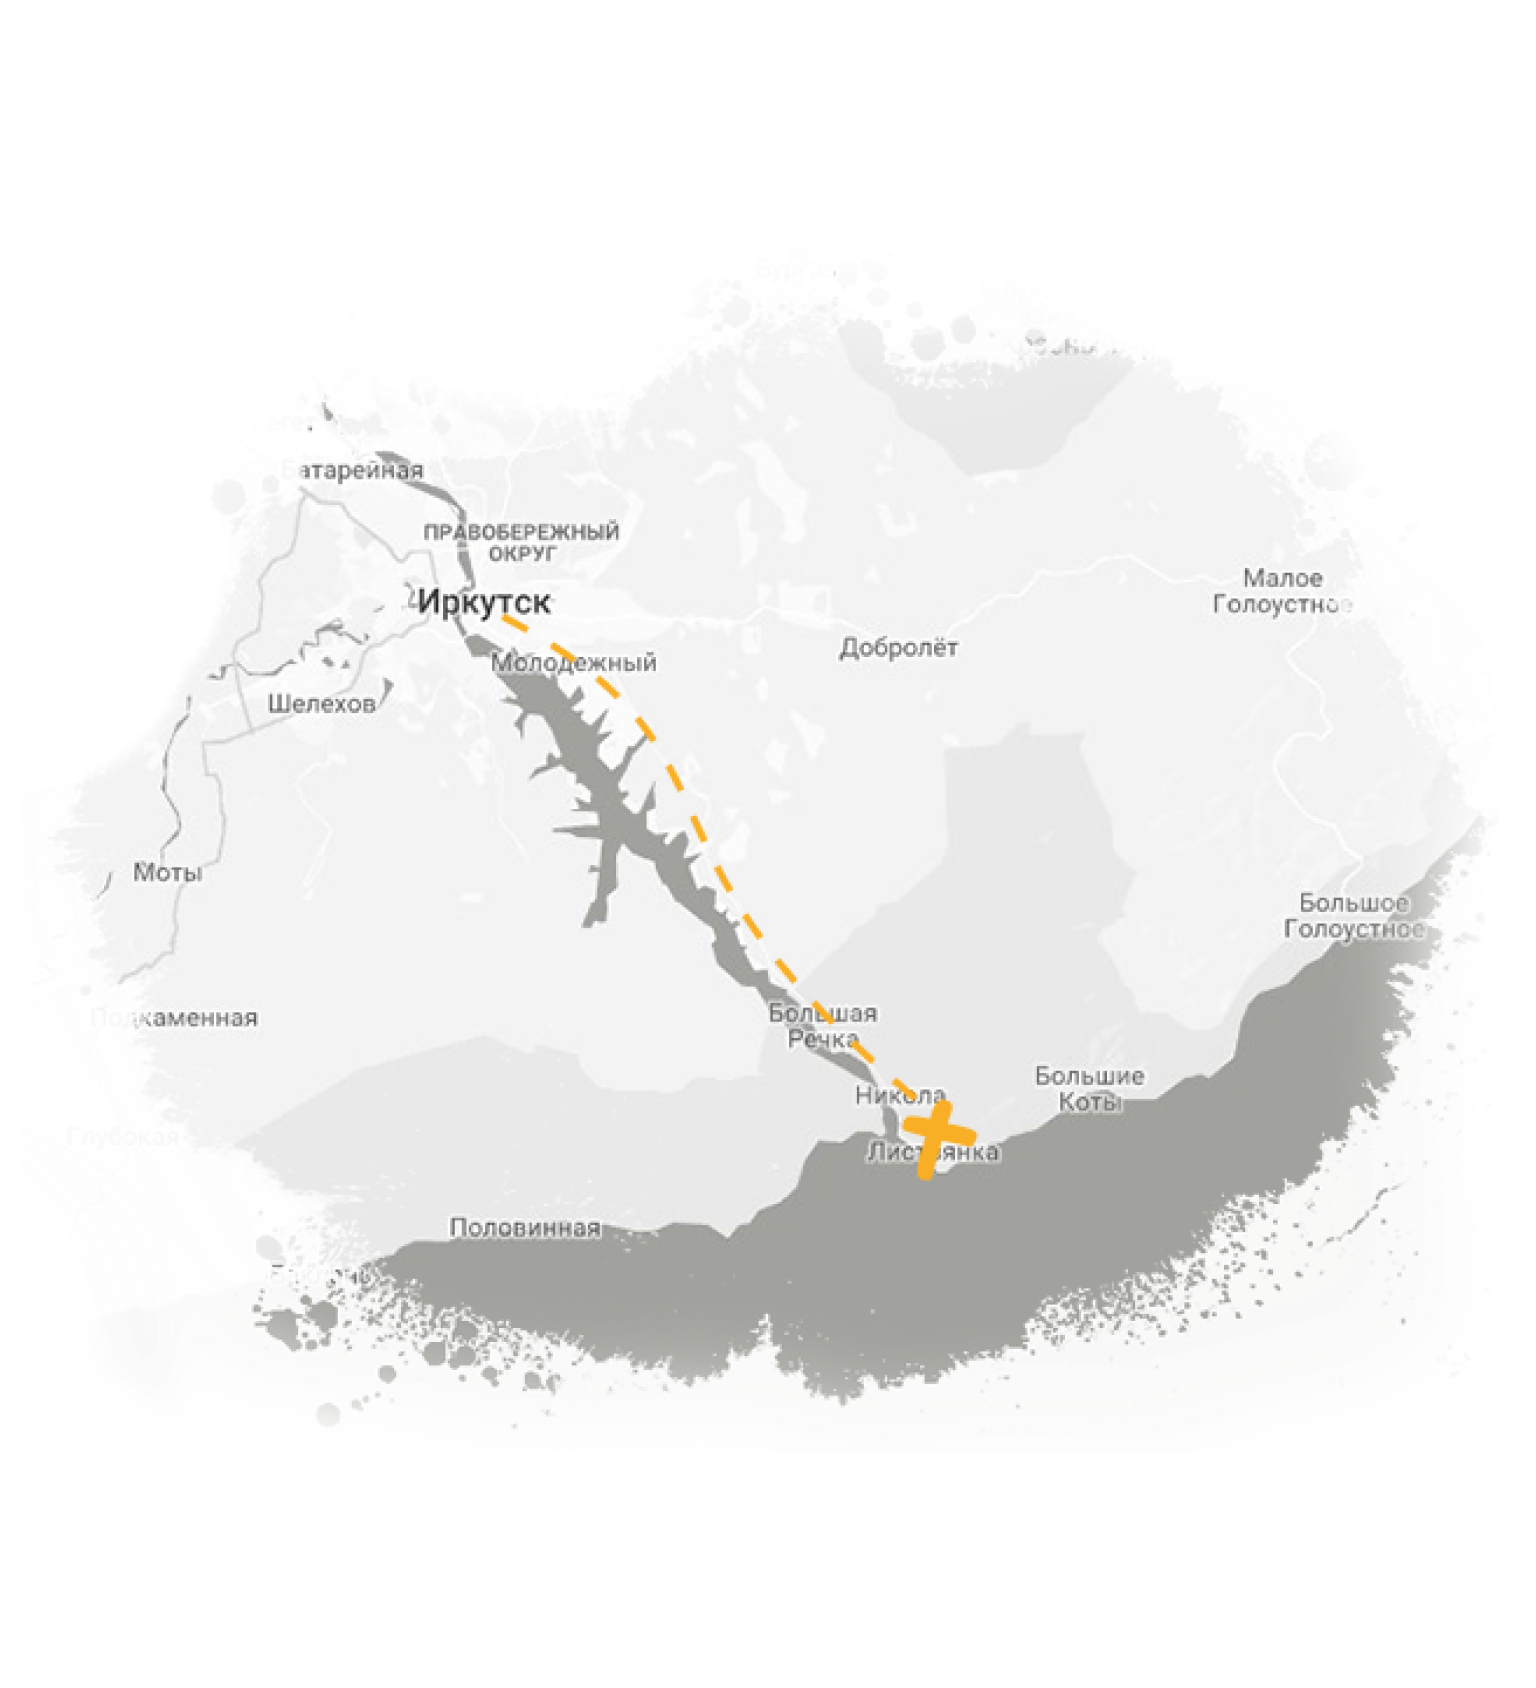 Батарейная
ПРАВОБЕРЕЖНЫЙ
ОКРУГ
Иркутск
Малое
Голоустное
Добролёт
Молодежный
Шелехов
Моты
Большое
Голоустное
Подкаменная
Большая
Речка
Большие
Коты
Никола
Глубокая
Листвянка
Половинная